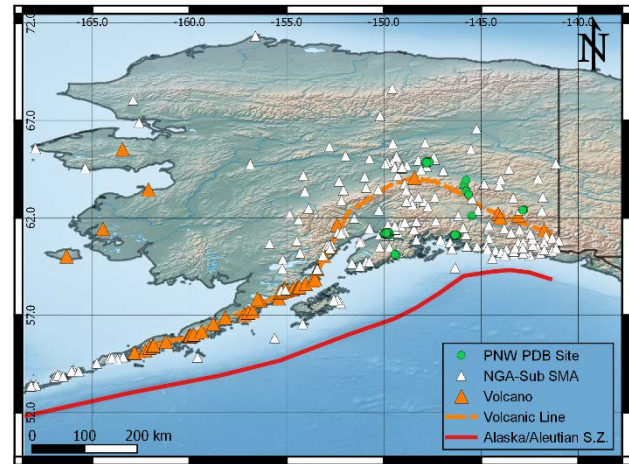 -165.0 -160.0 -155.0 -150.0 -145.0 -140.0
72.0
N
67.0
62.0
57.0
52.0
PNW PDB Site
NGA-Sub SMA
Volcano
Volcanic Line
Alaska/Aleutian S.Z.
0 100 200 km